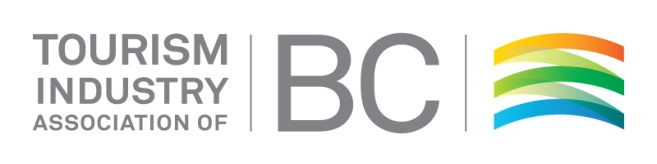 TOURISM
INDUSTRY
ASSOCIATION OF
BC